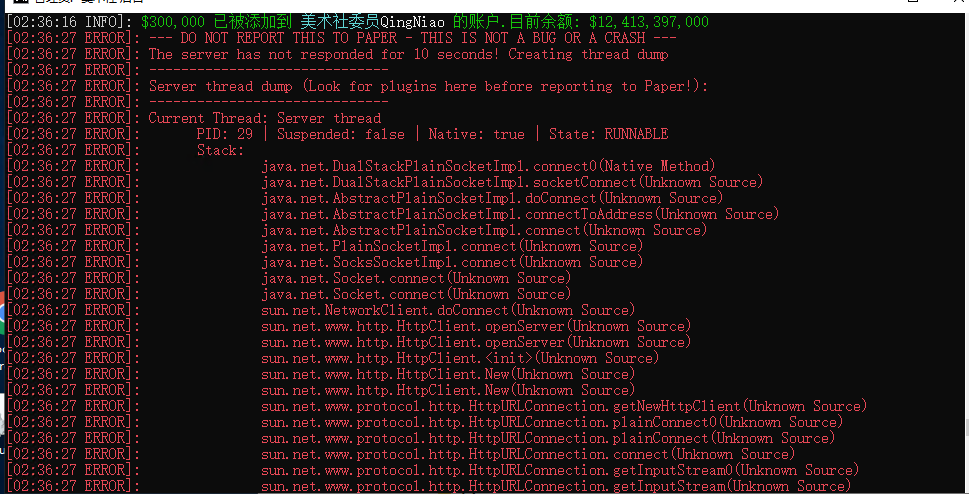 [02:36:16 INFO]: $300,000 已被添加到 美术社委员QingNiao 的账户.目前余额: $12,413,397,000
[02:36:27 ERROR]: --- DO NOT REPORT THIS TO PAPER - THIS IS NOT A BUG OR A CRASH ---
[02:36:27 ERROR]: The server has not responded for 10 seconds! Creating thread dump
[02:36:27 ERROR]: ------------------------------
[02:36:27 ERROR]: Server thread dump (Look for plugins here before reporting to Paper!):
[02:36:27 ERROR]: ------------------------------
[02:36:27 ERROR]: Current Thread: Server thread
[02:36:27 ERROR]: PID: 29 | Suspended: false | Native: true | State: RUNNABLE
[02:36:27 ERROR]: Stack:
[02:36:27 ERROR]: java.net.DualStackPlainSocketImpl.connect0(Native Method)
[02:36:27 ERROR]: java.net.DualStackPlainSocketImpl.socketConnect(Unknown Source)
[02:36:27 ERROR]: java.net.AbstractPlainSocketImpl.doConnect(Unknown Source)
[02:36:27 ERROR]: java.net.AbstractPlainSocketImpl.connectToAddress(Unknown Source)
[02:36:27 ERROR]: java.net.AbstractPlainSocketImpl.connect(Unknown Source)
[02:36:27 ERROR]: java.net.PlainSocketImpl.connect(Unknown Source)
[02:36:27 ERROR]: java.net.SocksSocketImpl.connect(Unknown Source)
[02:36:27 ERROR]: java.net.Socket.connect(Unknown Source)
[02:36:27 ERROR]: java.net.Socket.connect(Unknown Source)
[02:36:27 ERROR]: sun.net.NetworkClient.doConnect(Unknown Source)
[02:36:27 ERROR]: sun.net.www.http.HttpClient.openServer(Unknown Source)
[02:36:27 ERROR]: sun.net.www.http.HttpClient.openServer(Unknown Source)
[02:36:27 ERROR]: sun.net.www.http.HttpClient.<init>(Unknown Source)
[02:36:27 ERROR]: sun.net.www.http.HttpClient.New(Unknown Source)
[02:36:27 ERROR]: sun.net.www.http.HttpClient.New(Unknown Source)
[02:36:27 ERROR]: sun.net.www.protocol.http.HttpURLConnection.getNewHttpClient(Unknown Source)
[02:36:27 ERROR]: sun.net.www.protocol.http.HttpURLConnection.plainConnect0(Unknown Source)
[02:36:27 ERROR]: sun.net.www.protocol.http.HttpURLConnection.plainConnect(Unknown Source)
[02:36:27 ERROR]: sun.net.www.protocol.http.HttpURLConnection.connect(Unknown Source)
[02:36:27 ERROR]: sun.net.www.protocol.http.HttpURLConnection.getInputStream0(Unknown Source)
[02:36:27 ERROR]: sun.net.www.protocol.http.HttpURLConnection.getInputStream(Unknown Source)